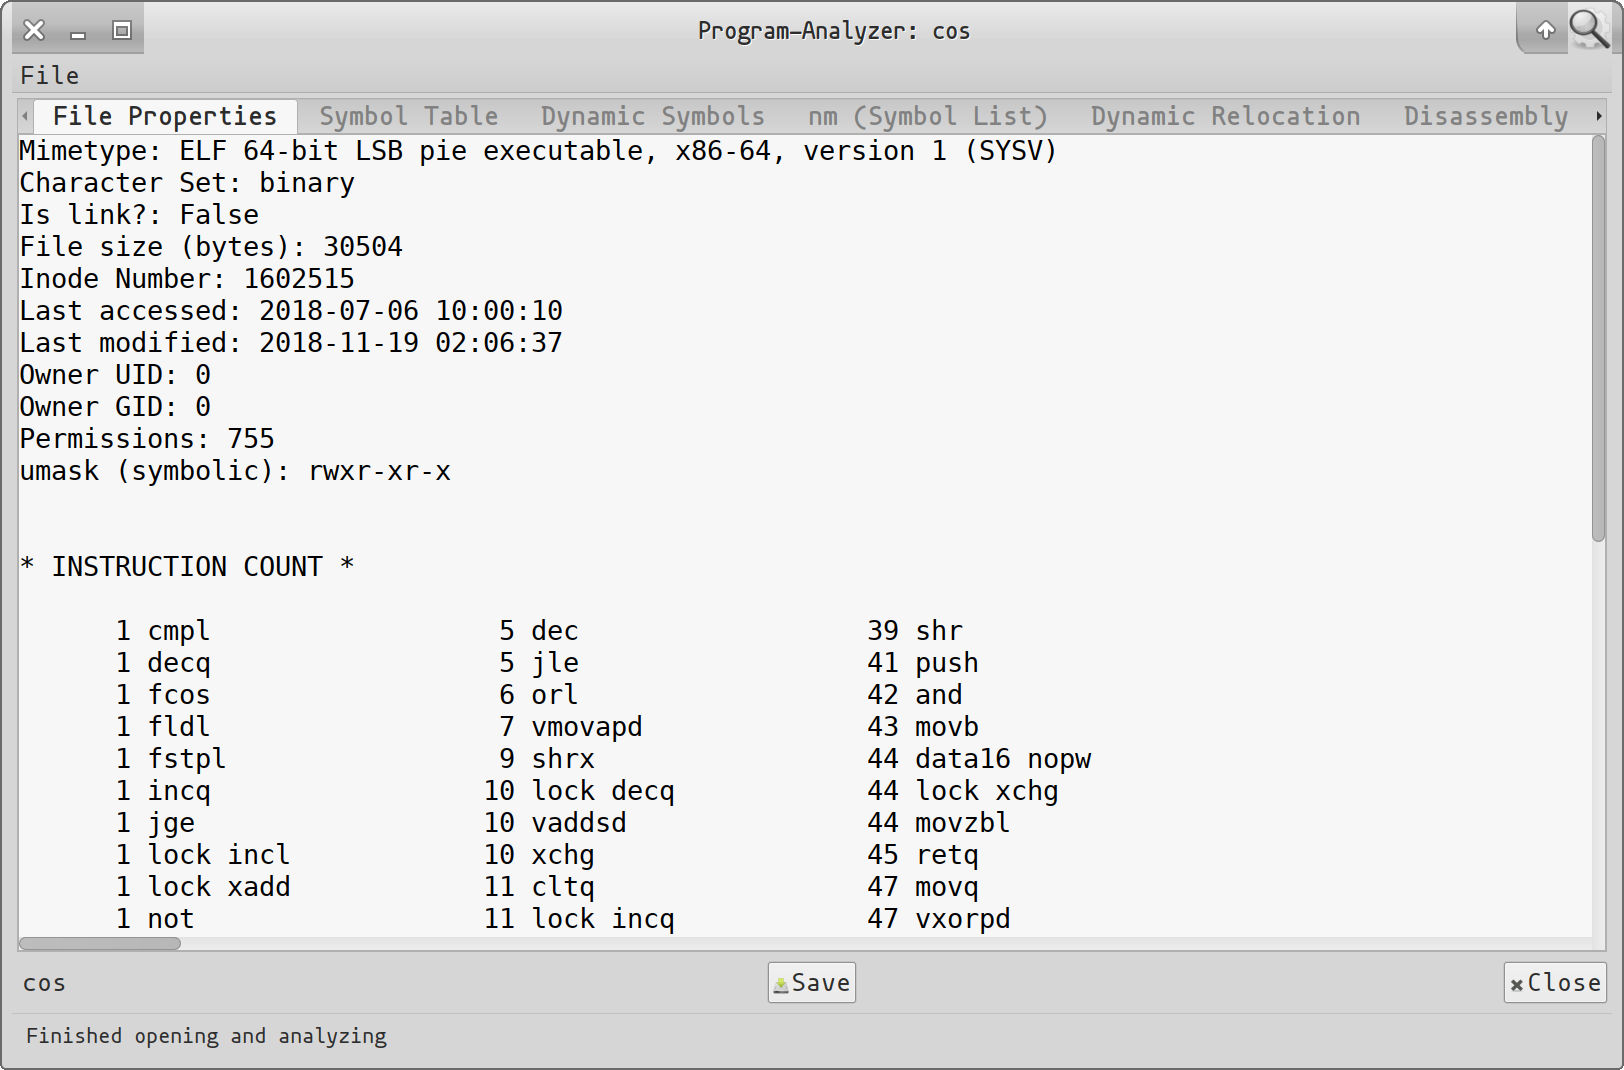 Program-Analyzer: cos
File
File Properties Symbol Table Dynamic Symbols nm (Symbol List) Dynamic Relocation Disassembly
Mimetype: ELF 64-bit LSB pie executable, x86-64, version 1 (SYSV)
Character Set: binary
Is link?: False
File size (bytes): 30504
Inode Number: 1602515
Last accessed: 2018-07-06 10:00:10
Last modified: 2018-11-19 02:06:37
Owner UID: 0
Owner GID: 0
Permissions: 755
umask (symbolic): rwxr-xr-x
* INSTRUCTION COUNT *
1 cmpl 5 dec 39 shr
1 decq 5 jle 41 push
1 fcos 6 orl 42 and
1 fldl 7 vmovapd 43 movb
1 fstpl 9 shrx 44 data16 nopw
1 incq 10 lock decq 44 lock xchg
1 jge 10 vaddsd 44 movzbl
1 lock incl 10 xchg 45 retq
1 lock xadd 11 cltq 47 movq
1 not 11 lock incq 47 vxorpd
cos Save Close
Finished opening and analyzing